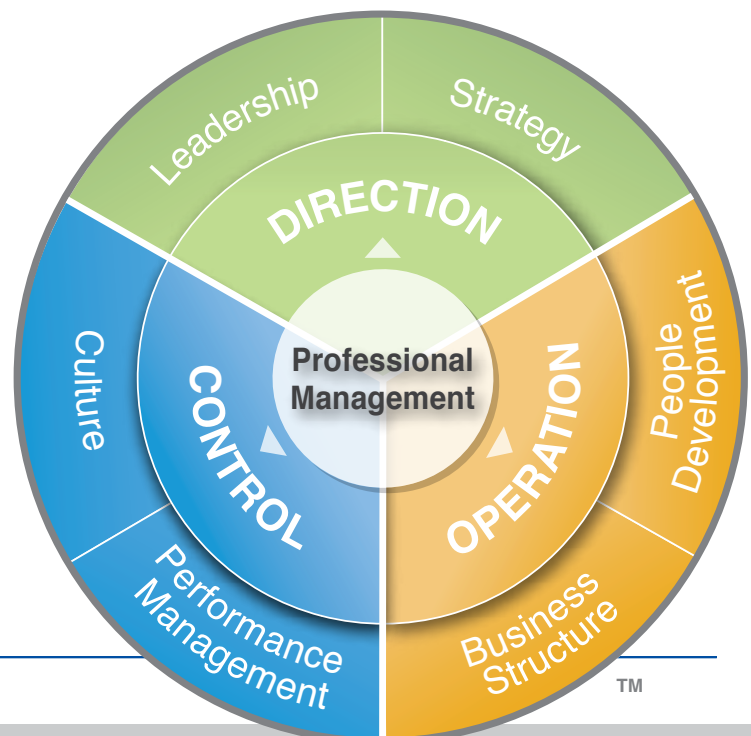 Leadership
Strategy
DIRECTION
Professional
Management
Culture
CONTROL
OPERATION
People
Development
Performance
Management
Business
Structure
TM